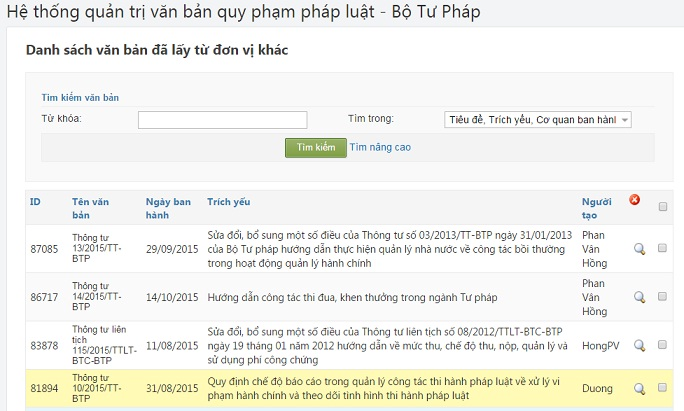 Hệ thống quản trị văn bản quy phạm pháp luật - Bộ Tư Pháp
Danh sách văn bản đã lấy từ đơn vị khác
Tìm kiếm văn bản
Từ khóa:
Tìm trong:
Tiêu đề, Trích yếu, Cơ quan ban hàn
Tìm kiếm
Tìm nâng cao
ID
Tên văn
bản
Ngày ban
hành
Trích yếu
Người
tạo
87085
Thông tư
13/2015/TT-
BTP
29/09/2015
Sửa đổi, bổ sung một số điều của Thông tư số 03/2013/TT-BTP ngày 31/01/2013
của Bộ Tư pháp hướng dẫn thực hiện quản lý nhà nước về công tác bồi thường
trong hoạt động quản lý hành chính
Phan
Văn
Hồng
86717
Thông tư
14/2015/TT-
BTP
14/10/2015
Hướng dẫn công tác thi đua, khen thưởng trong ngành Tư pháp
Phan
Văn
Hồng
83878
Thông tư liên
tịch
115/2015/TTLT-
BTC-BTP
11/08/2015
Sửa đổi, bổ sung một số điều của Thông tư liên tịch số 08/2012/TTLT-BTC-BTP
ngày 19 tháng 01 năm 2012 hướng dẫn về mức thu, chế độ thu, nộp, quản lý và
sử dụng phí công chứng
HongPV
81894
Thông tư
10/2015/TT-
BTP
31/08/2015
Quy định chế độ báo cáo trong quản lý công tác thi hành pháp luật về xử lý vi
phạm hành chính và theo dõi tình hình thi hành pháp luật
Duong